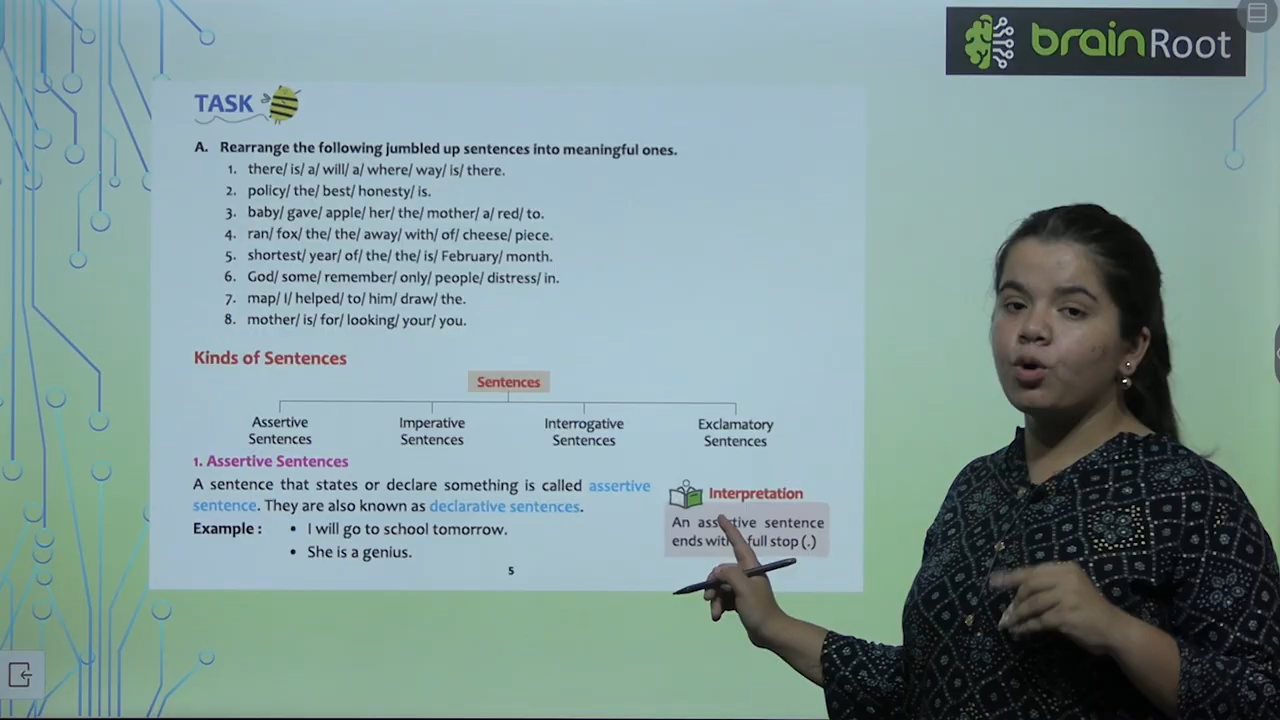 brainRoot
TASK
A. Rearrange the following jumbled up sentences into meaningful ones.
1. there/ is/ a/ will/ a/ where/ way/ is/ there.
2. policy/ the/ best/ honesty/ is.
3. baby/ gave/ apple/ her/ the/ mother/ a/ red/ to.
4. ran/ fox/ the/ the/ away/ with/ of/ cheese/ piece.
5. shortest/ year/ of/ the/ the/ is/ February/ month.
6. God/ some/ remember/ only/ people/ distress/ in.
7. map/ I/ helped/ to/ him/ draw/ the.
8. mother/ is/ for/ looking/ your/ you.
Kinds of Sentences
Sentences
Assertive Sentences
Imperative Sentences
Interrogative Sentences
Exclamatory Sentences
1. Assertive Sentences
A sentence that states or declare something is called assertive
sentence. They are also known as declarative sentences.
Example : • I will go to school tomorrow.
• She is a genius.
Interpretation
An assertive sentence
ends with full stop (.)
5